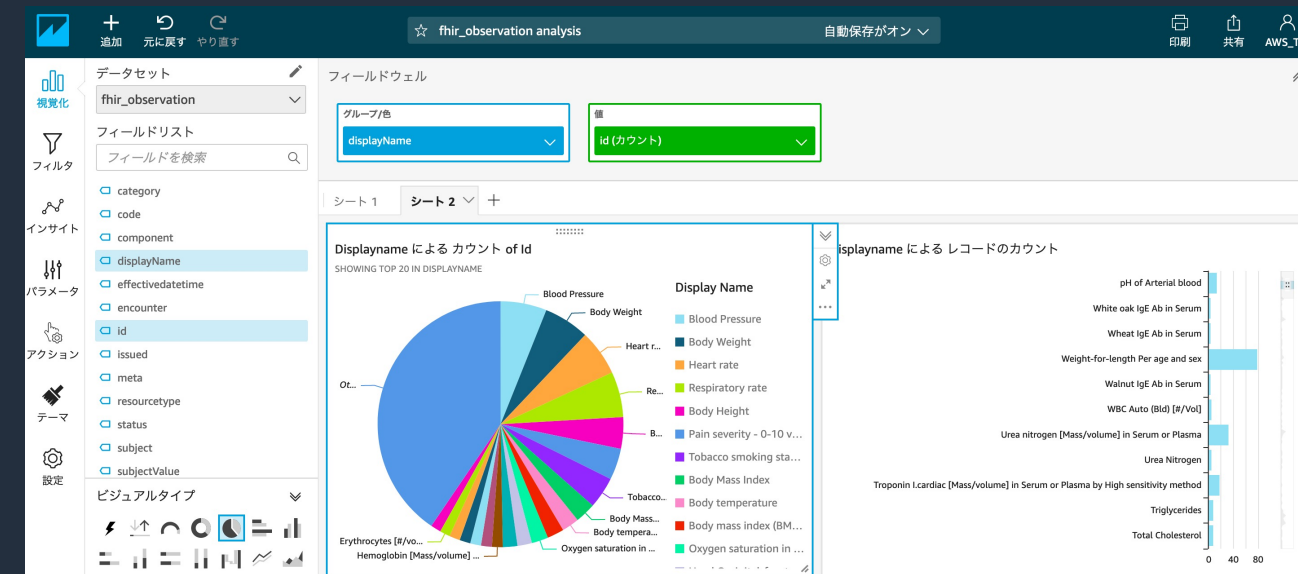 追加
元に戻す
やり直す
fhir_observation analysis
自動保存がオン
印刷
共有
視覚化
フィルタ
インサイト
パラメータ
アクション
テーマ
設定
データセット
fhir_observation
フィールドリスト
フィールドを検索
category
code
component
displayName
effectivedatetime
encounter
id
issued
meta
resourcetype
status
subject
subjectValue
ビジュアルタイプ
フィールドウェル
グループ/色
displayName
値
id (カウント)
シート 1
シート 2
Displayname による カウント of Id
SHOWING TOP 20 IN DISPLAYNAME
Blood Pressure
Body Weight
Heart r...
Re...
B...
Tobacco...
Body Mass...
Body tempera...
Oxygen saturation in ...
Hemoglobin [Mass/volume] ...
Erythrocytes [#/vo...
Ot...
Display Name
Blood Pressure
Body Weight
Heart rate
Respiratory rate
Body Height
Pain severity - 0-10 v...
Tobacco smoking sta...
Body Mass Index
Body temperature
Body mass index (BM...
Oxygen saturation in ...
isplayname による レコードのカウント
pH of Arterial blood
White oak IgE Ab in Serum
Wheat IgE Ab in Serum
Weight-for-length Per age and sex
Walnut IgE Ab in Serum
WBC Auto (Bld) [#/Vol]
Urea nitrogen [Mass/volume] in Serum or Plasma
Urea Nitrogen
Troponin I.cardiac [Mass/volume] in Serum or Plasma by High sensitivity method
Triglycerides
Total Cholesterol
0 40 80